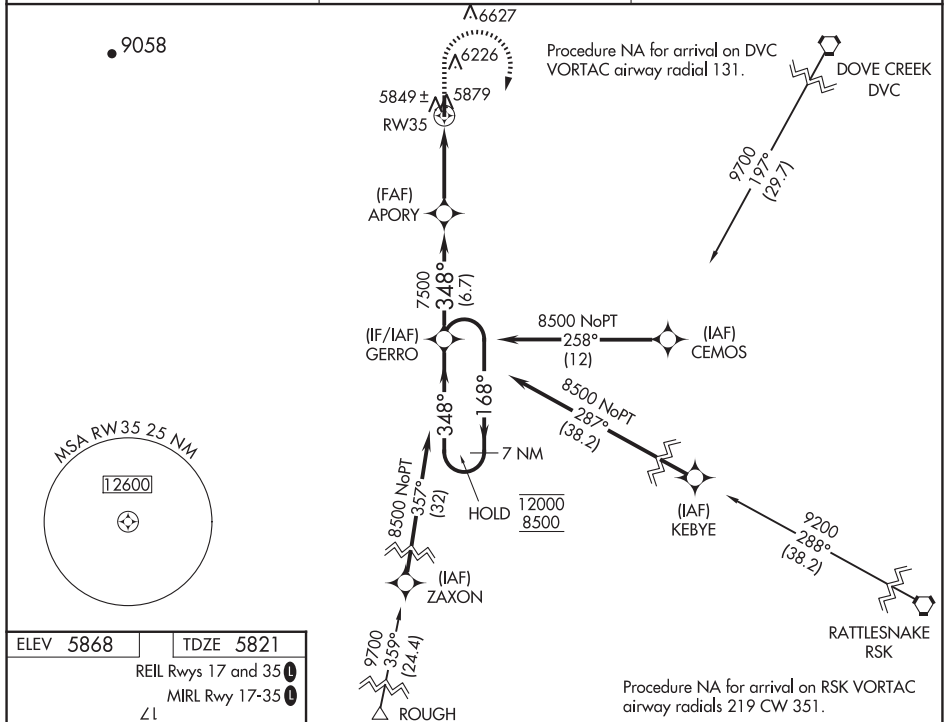 6627
9058
6226
Procedure NA for arrival on DVC
VORTAC airway radial 131.
DOVE CREEK
DVC
5849 ±
5879
RW35
9700
197°
(29.7)
(FAF)
APORY
7500
348°
(6.7)
(IF/IAF)
GERRO
8500 NoPT
258°
(12)
(IAF)
CEMOS
348°
168°
8500 NoPT
287°
(38.2)
7 NM
HOLD
12000
8500
(IAF)
KEBYE
MSA RW35 25 NM
12600
8500 NoPT
357°
(32)
(IAF)
ZAXON
9200
288°
(38.2)
RATTLESNAKE
RSK
9700
359°
(24.4)
ROUGH
Procedure NA for arrival on RSK VORTAC
airway radials 219 CW 351.
ELEV 5868
TDZE 5821
REIL Rwys 17 and 35 L
MIRL Rwy 17-35 L
17